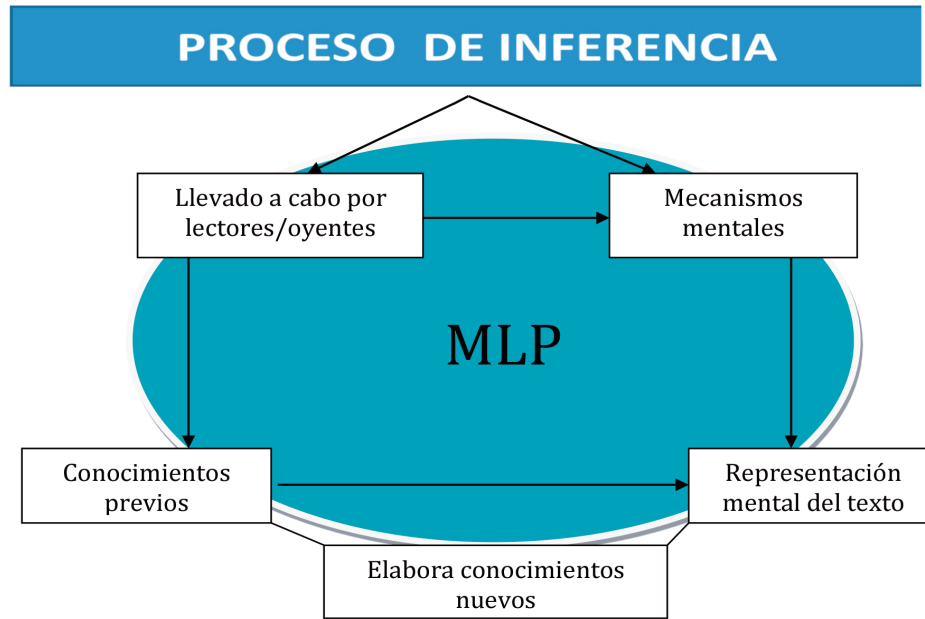 PROCESO DE INFERENCIA
Llevado a cabo por
lectores/oyentes
Mecanismos
mentales
MLP
Conocimientos
previos
Representación
mental del texto
Elabora conocimientos
nuevos